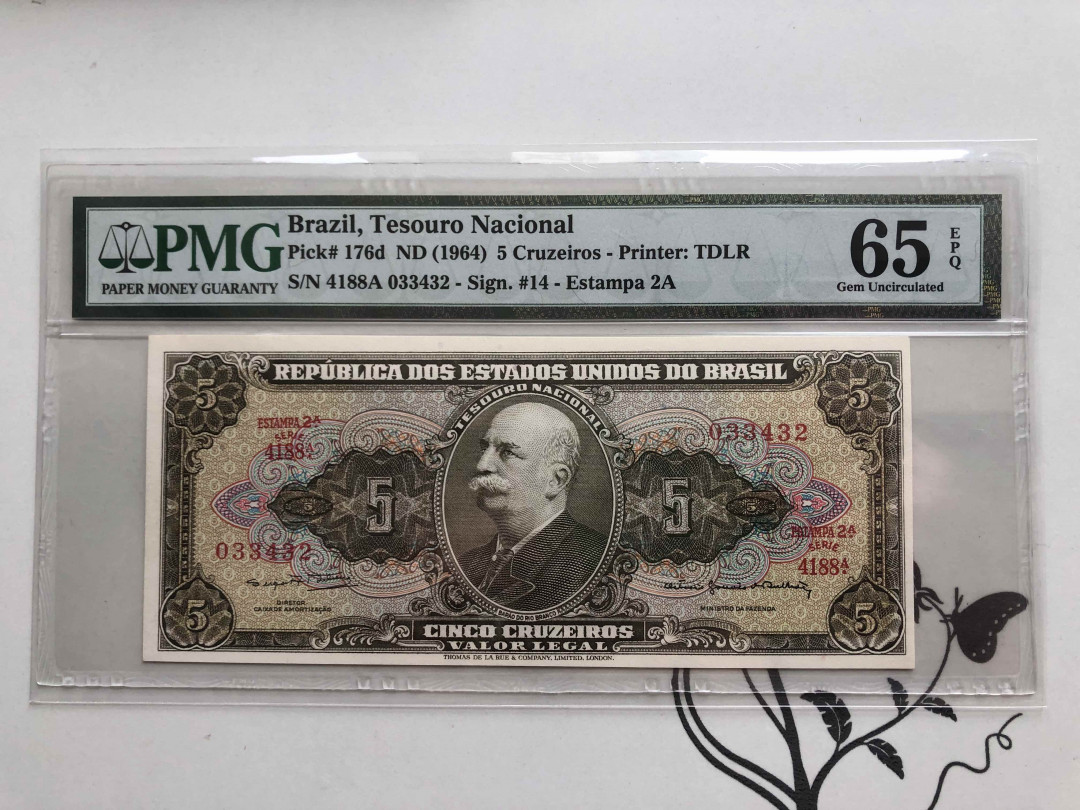 Brazil, Tesouro Nacional
PMG
PAPER MONEY GUARANTY
Pick# 176d ND (1964) 5 Cruzeiros - Printer: TDLR
S/N 4188A 033432 - Sign. #14 - Estampa 2A
65
EPQ
Gem Uncirculated
5
REPÚBLICA DOS ESTADOS UNIDOS DO BRASIL
5
TESOURO NACIONAL
ESTAMPA 2A
SÉRIE
4188A
033432
5
5
033432
ESTAMPA 2A
SÉRIE
4188A
DIRETOR
CAIXA DE AMORTIZAÇÃO
MINISTRO DA FAZENDA
5
5
CINCO CRUZEIROS
VALOR LEGAL
THOMAS DE LA RUE & COMPANY, LIMITED, LONDON.